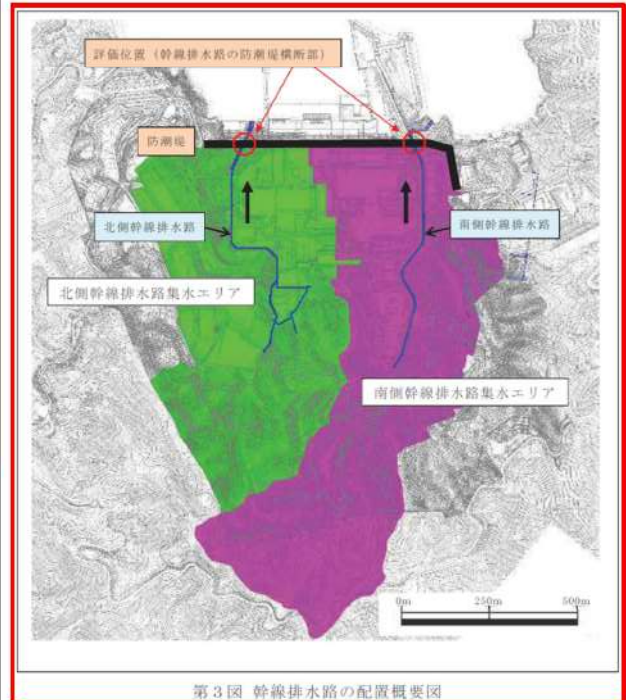 評価位置（幹線排水路の防潮堤横断部）
防潮堤
北側幹線排水路
南側幹線排水路
北側幹線排水路集水エリア
南側幹線排水路集水エリア
0m 250m 500m
第3図 幹線排水路の配置概要図